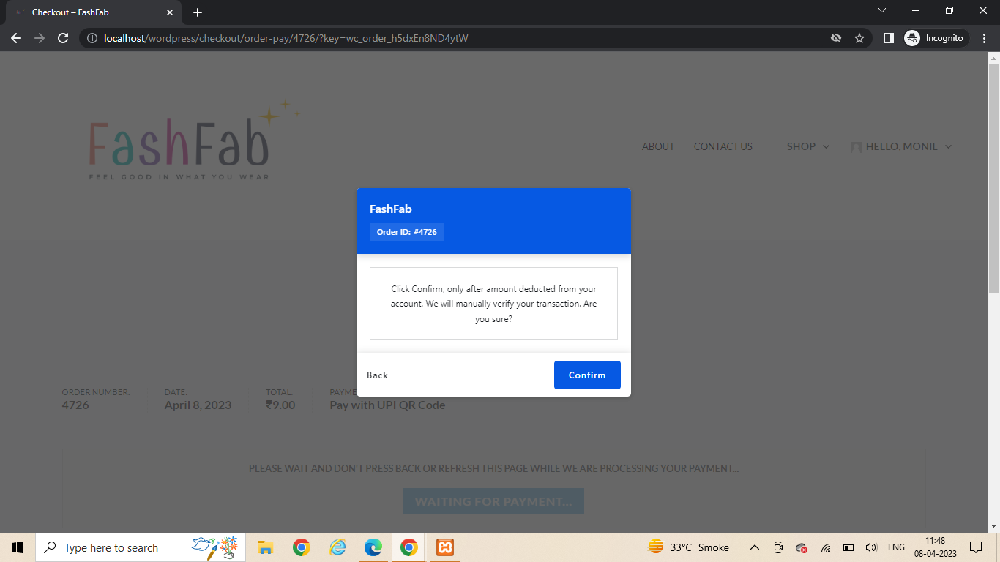 Checkout – FashFab
localhost/wordpress/checkout/order-pay/4726/?key=wc_order_h5dxEn8ND4ytW
Incognito
FashFab
FEEL GOOD IN WHAT YOU WEAR
ABOUT CONTACT US SHOP HELLO, MONIL
FashFab
Order ID: #4726
Click Confirm, only after amount deducted from your
account. We will manually verify your transaction. Are
you sure?
Back Confirm
ORDER NUMBER: DATE: TOTAL:
4726 April 8, 2023 ₹9.00 Pay with UPI QR Code
PLEASE WAIT AND DON'T PRESS BACK OR REFRESH THIS PAGE WHILE WE ARE PROCESSING YOUR PAYMENT...
WAITING FOR PAYMENT...
Type here to search
33°C Smoke
ENG
11:48
08-04-2023